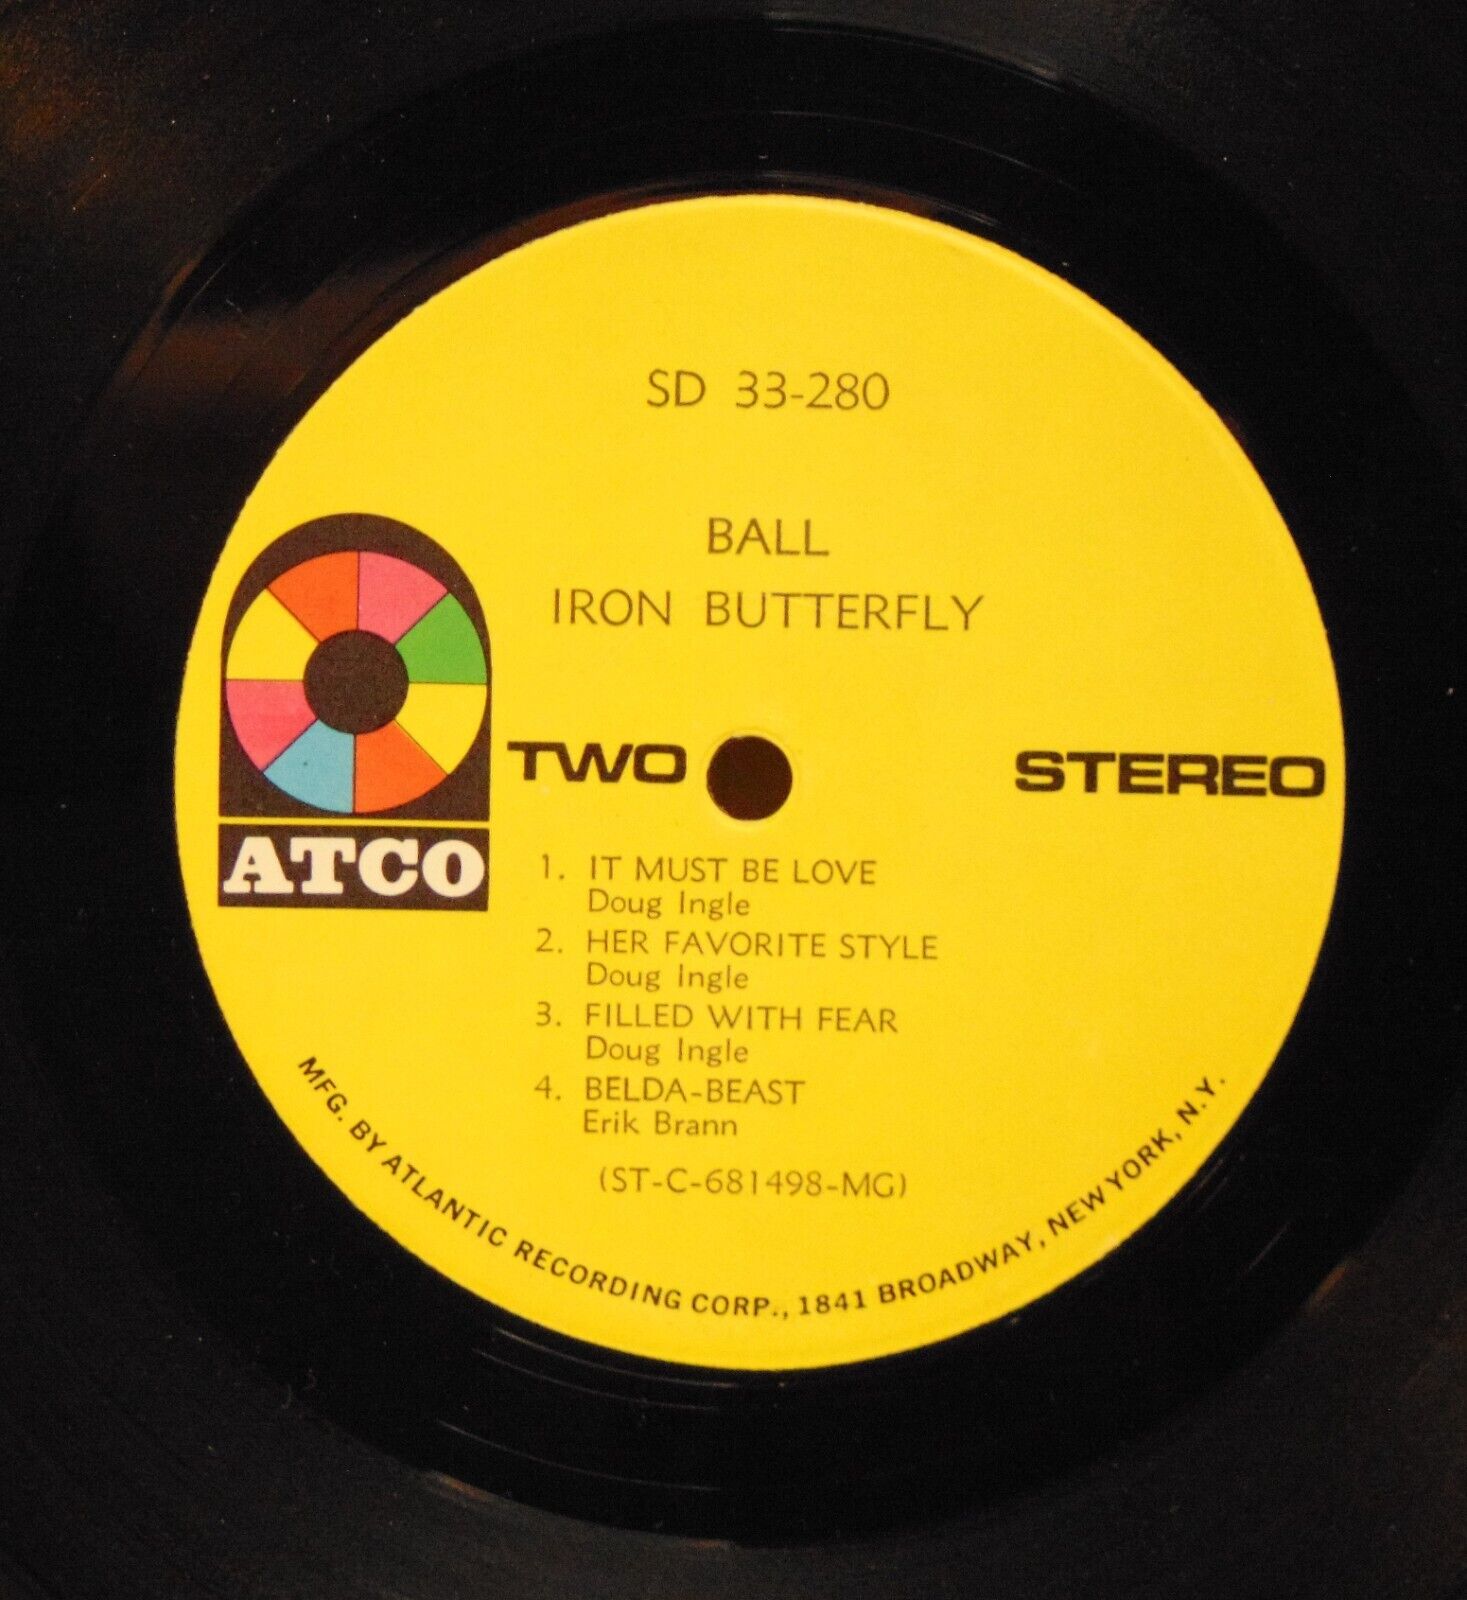 SD 33-280
BALL
IRON BUTTERFLY
ATCO
TWO
STEREO
1. IT MUST BE LOVE
Doug Ingle
2. HER FAVORITE STYLE
Doug Ingle
3. FILLED WITH FEAR
Doug Ingle
4. BELDA-BEAST
Erik Brann
(ST-C-681498-MG)
MFG. BY ATLANTIC RECORDING CORP., 1841 BROADWAY, NEW YORK, N.Y.